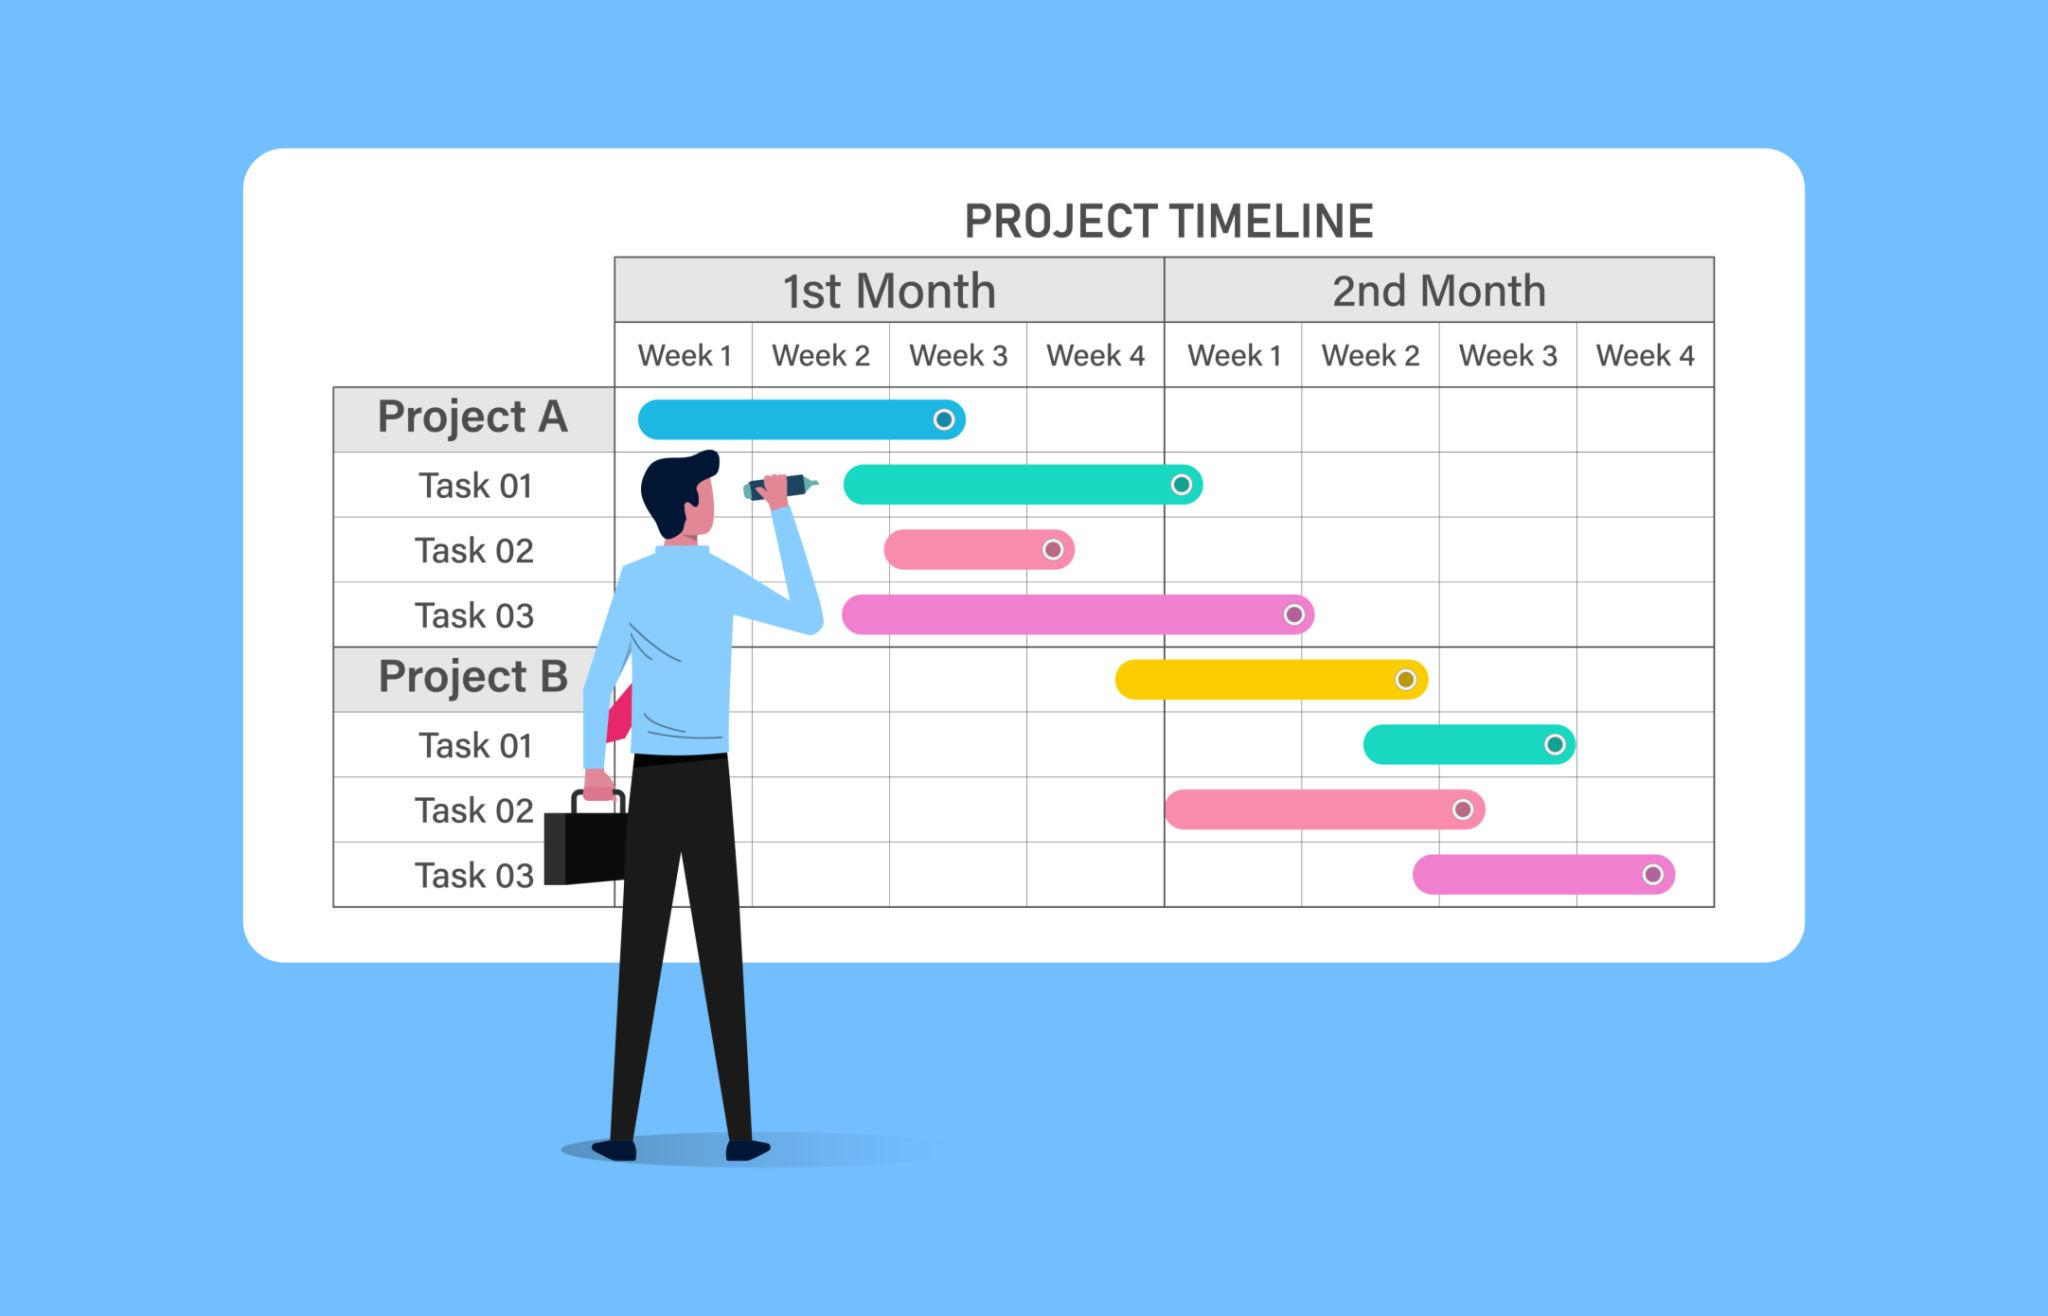 PROJECT TIMELINE
1st Month 2nd Month
Week 1 Week 2 Week 3 Week 4 Week 1 Week 2 Week 3 Week 4
Project A
Task 01
Task 02
Task 03
Project B
Task 01
Task 02
Task 03